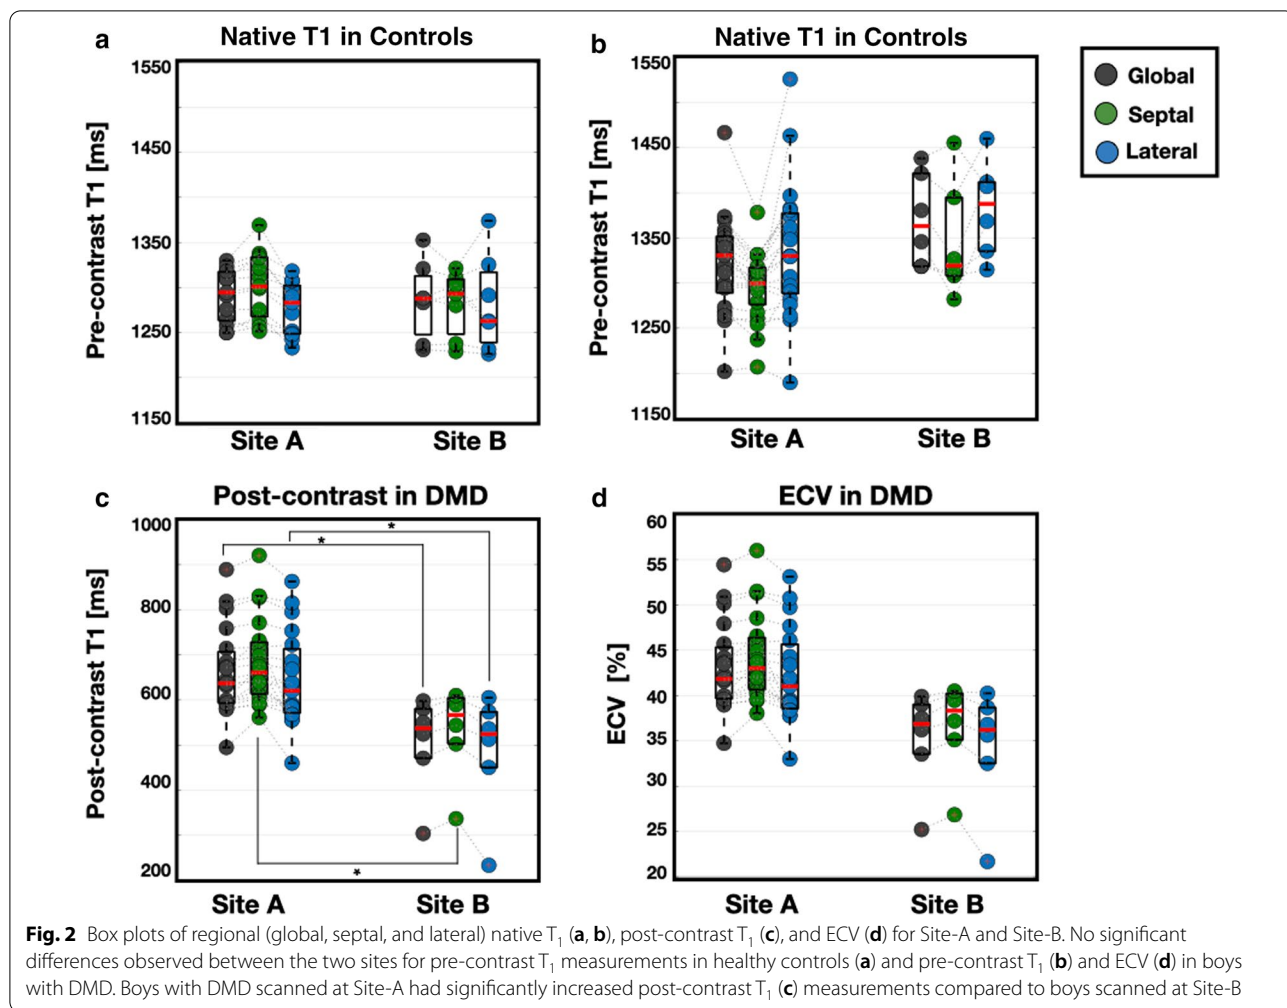 a
Native T1 in Controls
b
Native T1 in Controls
Global
Septal
Lateral
Pre-contrast T1 [ms]
1550
1450
1350
1250
1150
Site A
Site B
Pre-contrast T1 [ms]
1550
1450
1350
1250
1150
Site A
Site B
c
Post-contrast in DMD
d
ECV in DMD
Post-contrast T1 [ms]
1000
800
600
400
200
*
*
*
Site A
Site B
ECV [%]
60
55
50
45
40
35
30
25
20
Site A
Site B
Fig. 2 Box plots of regional (global, septal, and lateral) native T1 (a, b), post-contrast T1 (c), and ECV (d) for Site-A and Site-B. No significant
differences observed between the two sites for pre-contrast T1 measurements in healthy controls (a) and pre-contrast T1 (b) and ECV (d) in boys
with DMD. Boys with DMD scanned at Site-A had significantly increased post-contrast T1 (c) measurements compared to boys scanned at Site-B